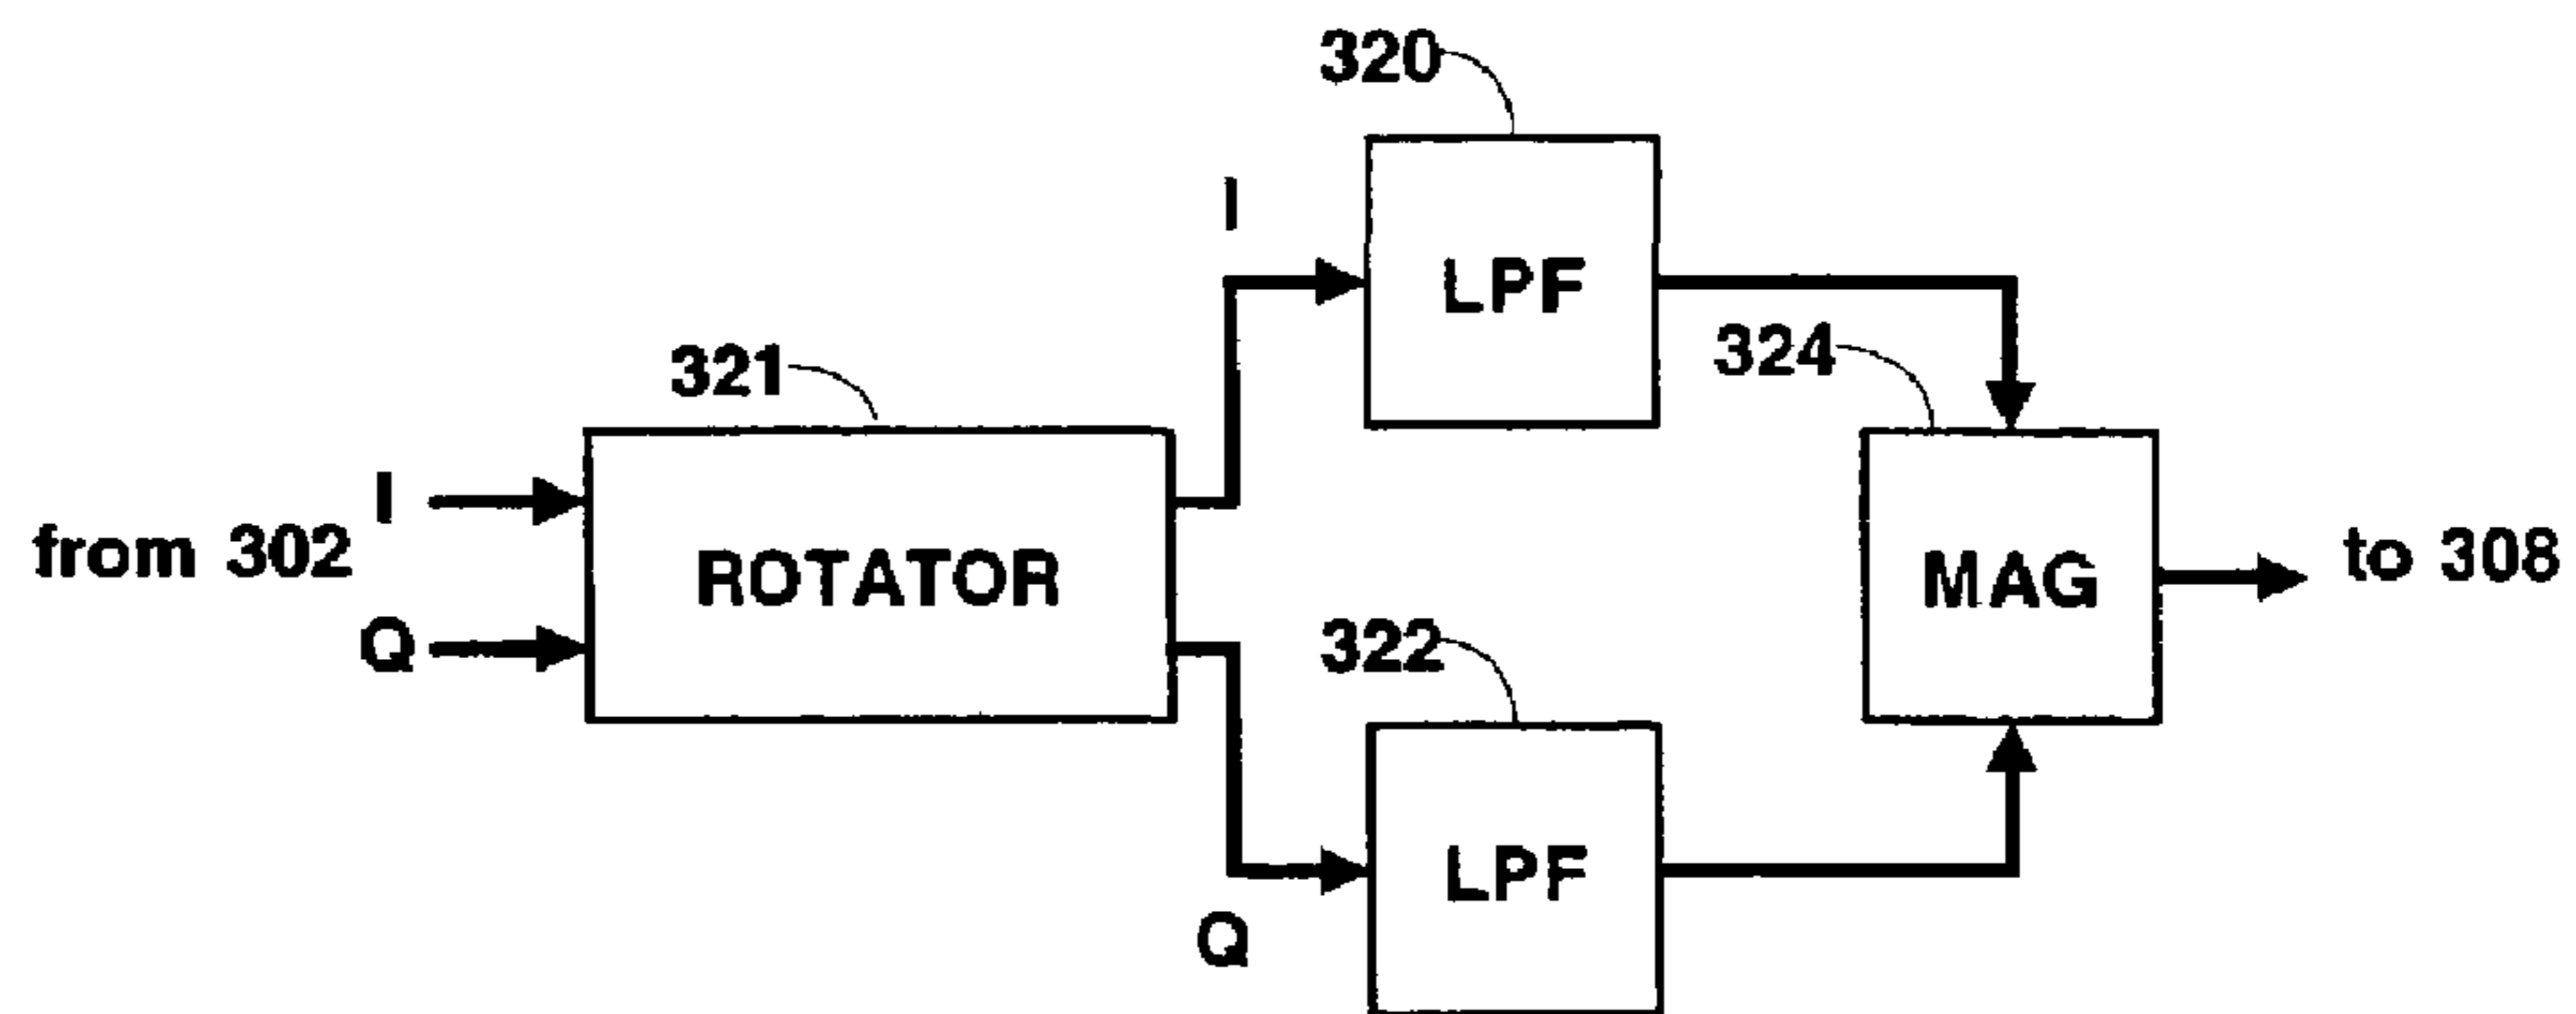 320
I
LPF
324
321
I
from 302
Q
ROTATOR
MAG
to 308
322
LPF
Q